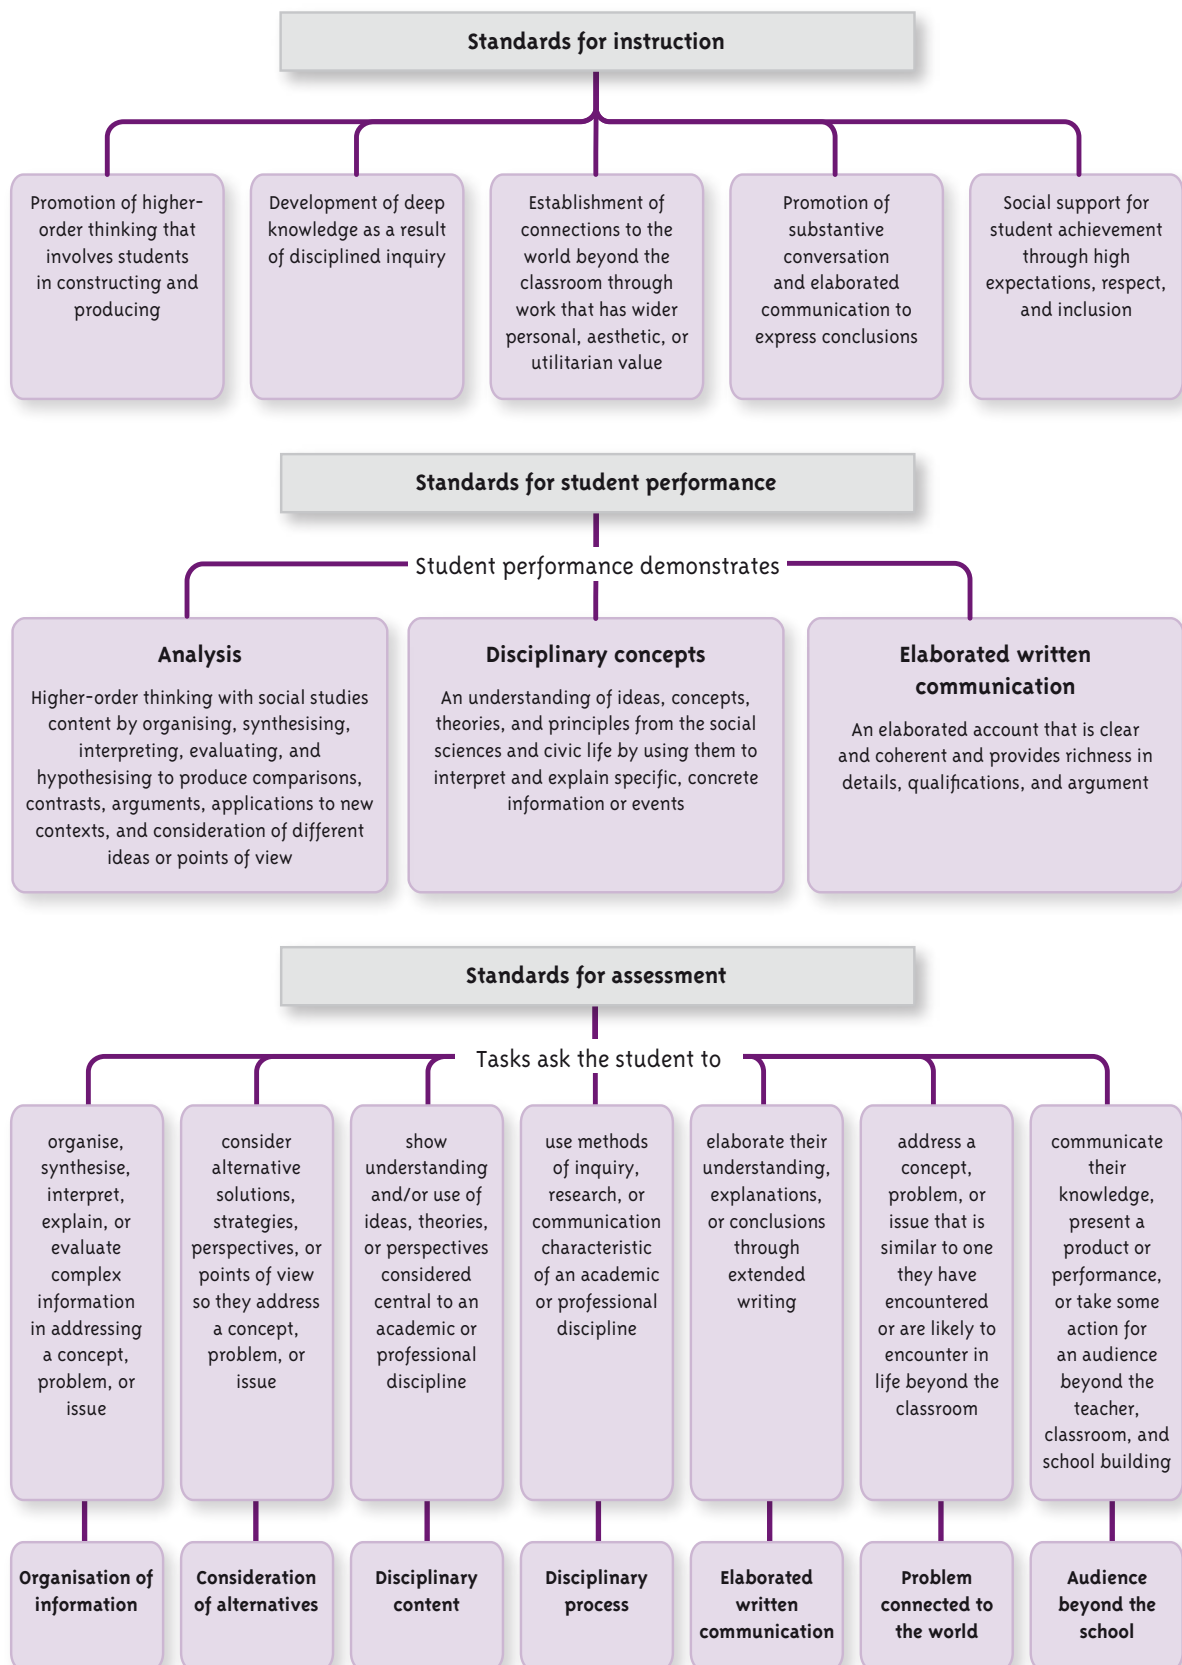 Standards for instruction
Promotion of higher-
order thinking that
involves students
in constructing and
producing
Development of deep
knowledge as a result
of disciplined inquiry
Establishment of
connections to the
world beyond the
classroom through
work that has wider
personal, aesthetic, or
utilitarian value
Promotion of
substantive
conversation
and elaborated
communication to
express conclusions
Social support for
student achievement
through high
expectations, respect,
and inclusion
Standards for student performance
Student performance demonstrates
Analysis
Higher-order thinking with social studies
content by organising, synthesising,
interpreting, evaluating, and
hypothesising to produce comparisons,
contrasts, arguments, applications to new
contexts, and consideration of different
ideas or points of view
Disciplinary concepts
An understanding of ideas, concepts,
theories, and principles from the social
sciences and civic life by using them to
interpret and explain specific, concrete
information or events
Elaborated written
communication
An elaborated account that is clear
and coherent and provides richness in
details, qualifications, and argument
Standards for assessment
Tasks ask the student to
organise,
synthesise,
interpret,
explain, or
evaluate
complex
information
in addressing
a concept,
problem, or
issue
consider
alternative
solutions,
strategies,
perspectives, or
points of view
so they address
a concept,
problem, or
issue
show
understanding
and/or use of
ideas, theories,
or perspectives
considered
central to an
academic or
professional
discipline
use methods
of inquiry,
research, or
communication
characteristic
of an academic
or professional
discipline
elaborate their
understanding,
explanations,
or conclusions
through
extended
writing
address a
concept,
problem, or
issue that is
similar to one
they have
encountered
or are likely to
encounter in
life beyond the
classroom
communicate
their
knowledge,
present a
product or
performance,
or take some
action for
an audience
beyond the
teacher,
classroom, and
school building
Organisation of
information
Consideration
of alternatives
Disciplinary
content
Disciplinary
process
Elaborated
written
communication
Problem
connected to
the world
Audience
beyond the
school